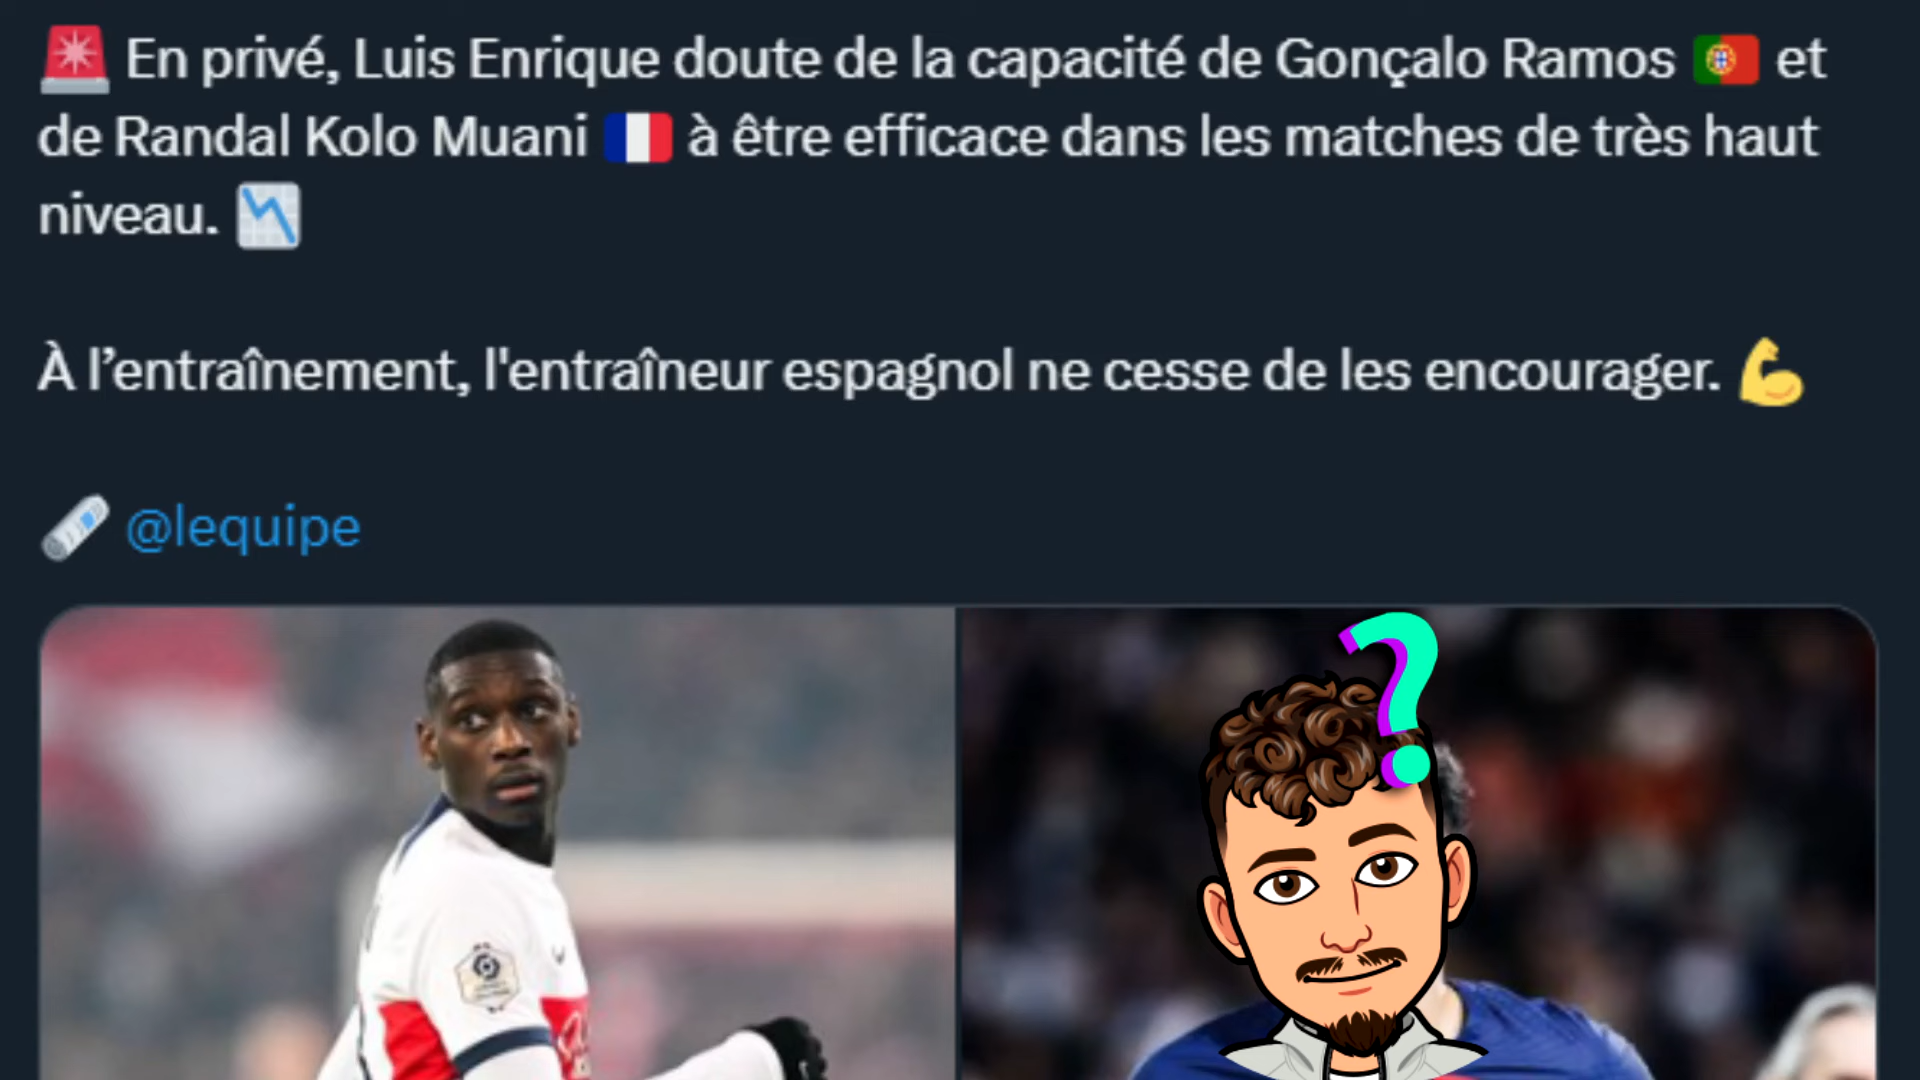 🚨 En privé, Luis Enrique doute de la capacité de Gonçalo Ramos 🇵🇹 et
de Randal Kolo Muani 🇫🇷 à être efficace dans les matches de très haut
niveau. 📉
À l’entraînement, l'entraîneur espagnol ne cesse de les encourager. 💪
🗞️ @lequipe
?